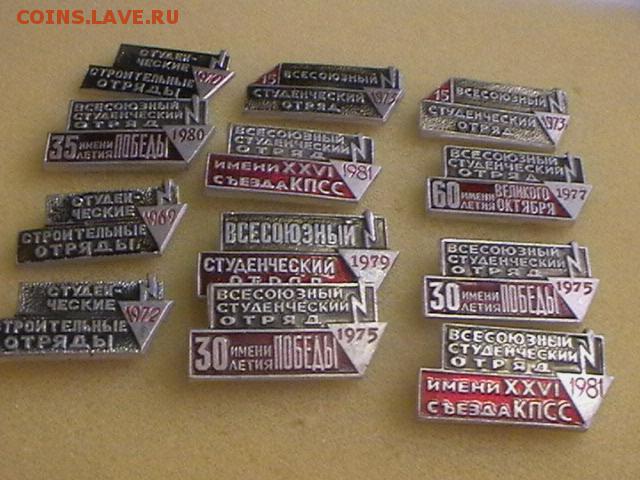 COINS.LAVE.RU
СТУДЕН-
ЧЕСКИЕ
СТРОИТЕЛЬНЫЕ
ОТРЯДЫ
1972
ВСЕСОЮЗНЫЙ
СТУДЕНЧЕСКИЙ
ОТРЯД
35 ИМЕНИ
ЛЕТИЯ ПОБЕДЫ
1980
СТУДЕН-
ЧЕСКИЕ
СТРОИТЕЛЬНЫЕ
ОТРЯДЫ
1969
СТУДЕН-
ЧЕСКИЕ
СТРОИТЕЛЬНЫЕ
ОТРЯДЫ
1972
15 ВСЕСОЮЗНЫЙ
СТУДЕНЧЕСКИЙ
ОТРЯД
1973
ВСЕСОЮЗНЫЙ
СТУДЕНЧЕСКИЙ
ОТРЯД
ИМЕНИ XXVI
СЪЕЗДА КПСС
1981
ВСЕСОЮЗНЫЙ
СТУДЕНЧЕСКИЙ
ОТРЯД
1979
ВСЕСОЮЗНЫЙ
СТУДЕНЧЕСКИЙ
ОТРЯД
30 ИМЕНИ
ЛЕТИЯ ПОБЕДЫ
1975
15 ВСЕСОЮЗНЫЙ
СТУДЕНЧЕСКИЙ
ОТРЯД
1973
ВСЕСОЮЗНЫЙ
СТУДЕНЧЕСКИЙ
ОТРЯД
60 ИМЕНИ ВЕЛИКОГО
ЛЕТИЯ ОКТЯБРЯ
1977
ВСЕСОЮЗНЫЙ
СТУДЕНЧЕСКИЙ
ОТРЯД
30 ИМЕНИ
ЛЕТИЯ ПОБЕДЫ
1975
ВСЕСОЮЗНЫЙ
СТУДЕНЧЕСКИЙ
ОТРЯД
ИМЕНИ XXVI
СЪЕЗДА КПСС
1981